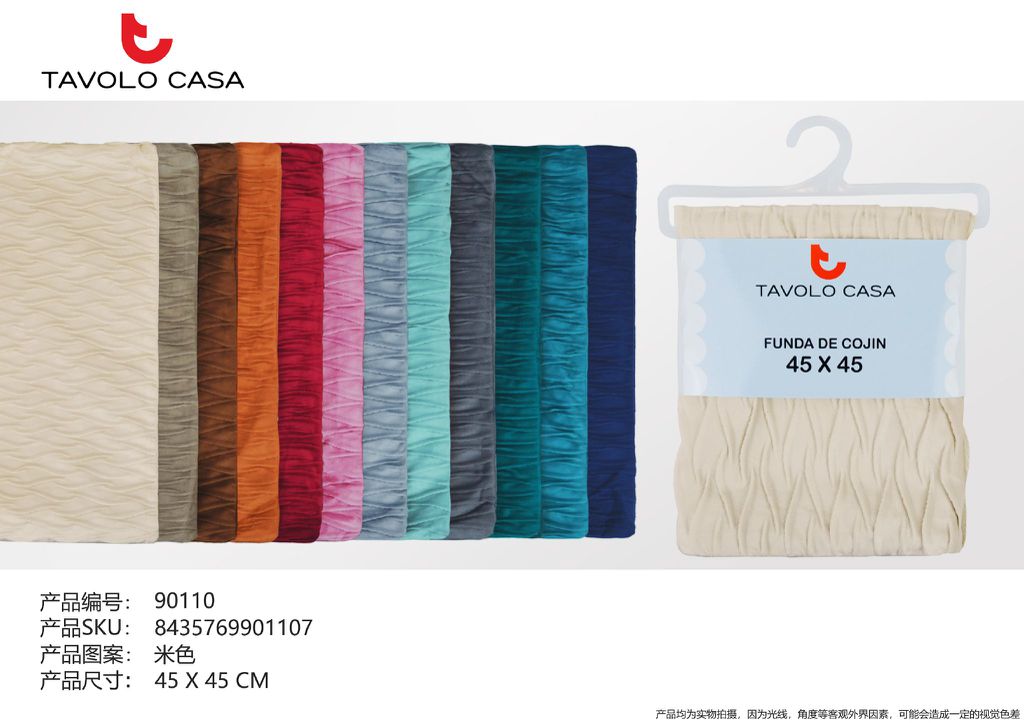 TAVOLO CASA
TAVOLO CASA
FUNDA DE COJIN
45 X 45
产品编号: 90110
产品SKU: 8435769901107
产品图案: 米色
产品尺寸: 45 X 45 CM
产品均为实物拍摄，因为光线，角度等客观外界因素，可能会造成一定的视觉色差